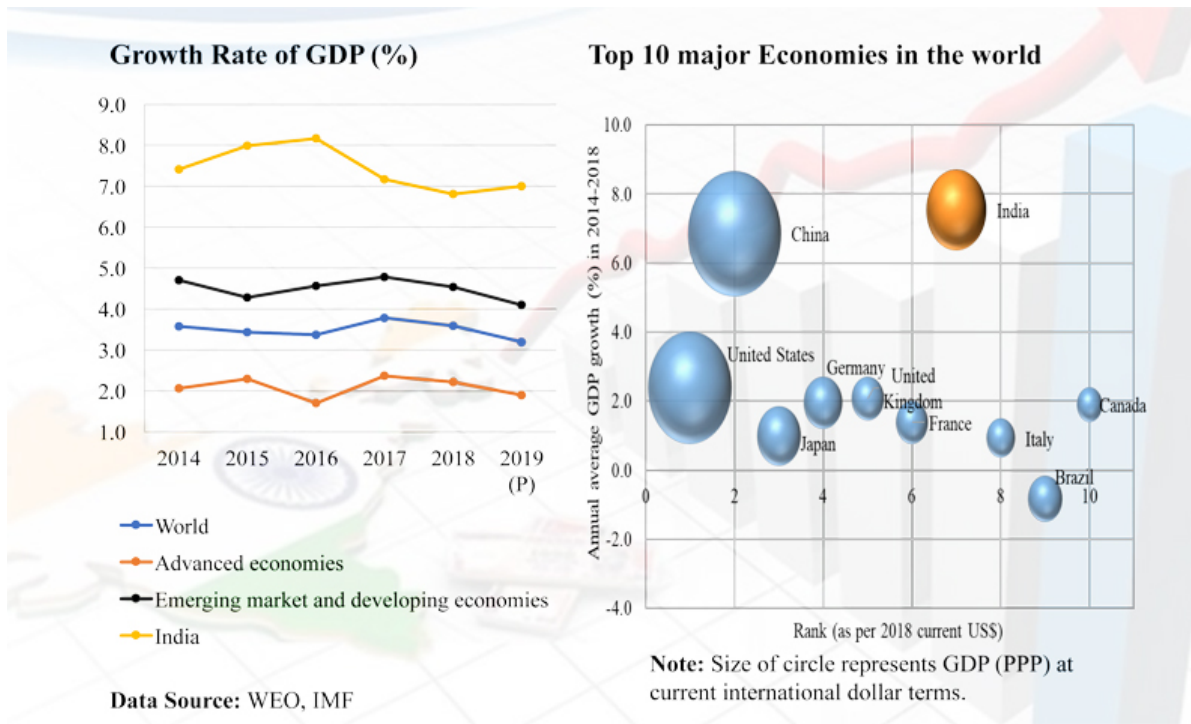 Growth Rate of GDP (%)
9.0
8.0
7.0
6.0
5.0
4.0
3.0
2.0
1.0
2014 2015 2016 2017 2018 2019
(P)
World
Advanced economies
Emerging market and developing economies
India
Data Source: WEO, IMF
Top 10 major Economies in the world
Annual average GDP growth (%) in 2014-2018
10.0
8.0
6.0
4.0
2.0
0.0
-2.0
-4.0
India
China
United States
Germany
United
Kingdom
France
Japan
Italy
Canada
Brazil
0 2 4 6 8 10
Rank (as per 2018 current US$)
Note: Size of circle represents GDP (PPP) at
current international dollar terms.